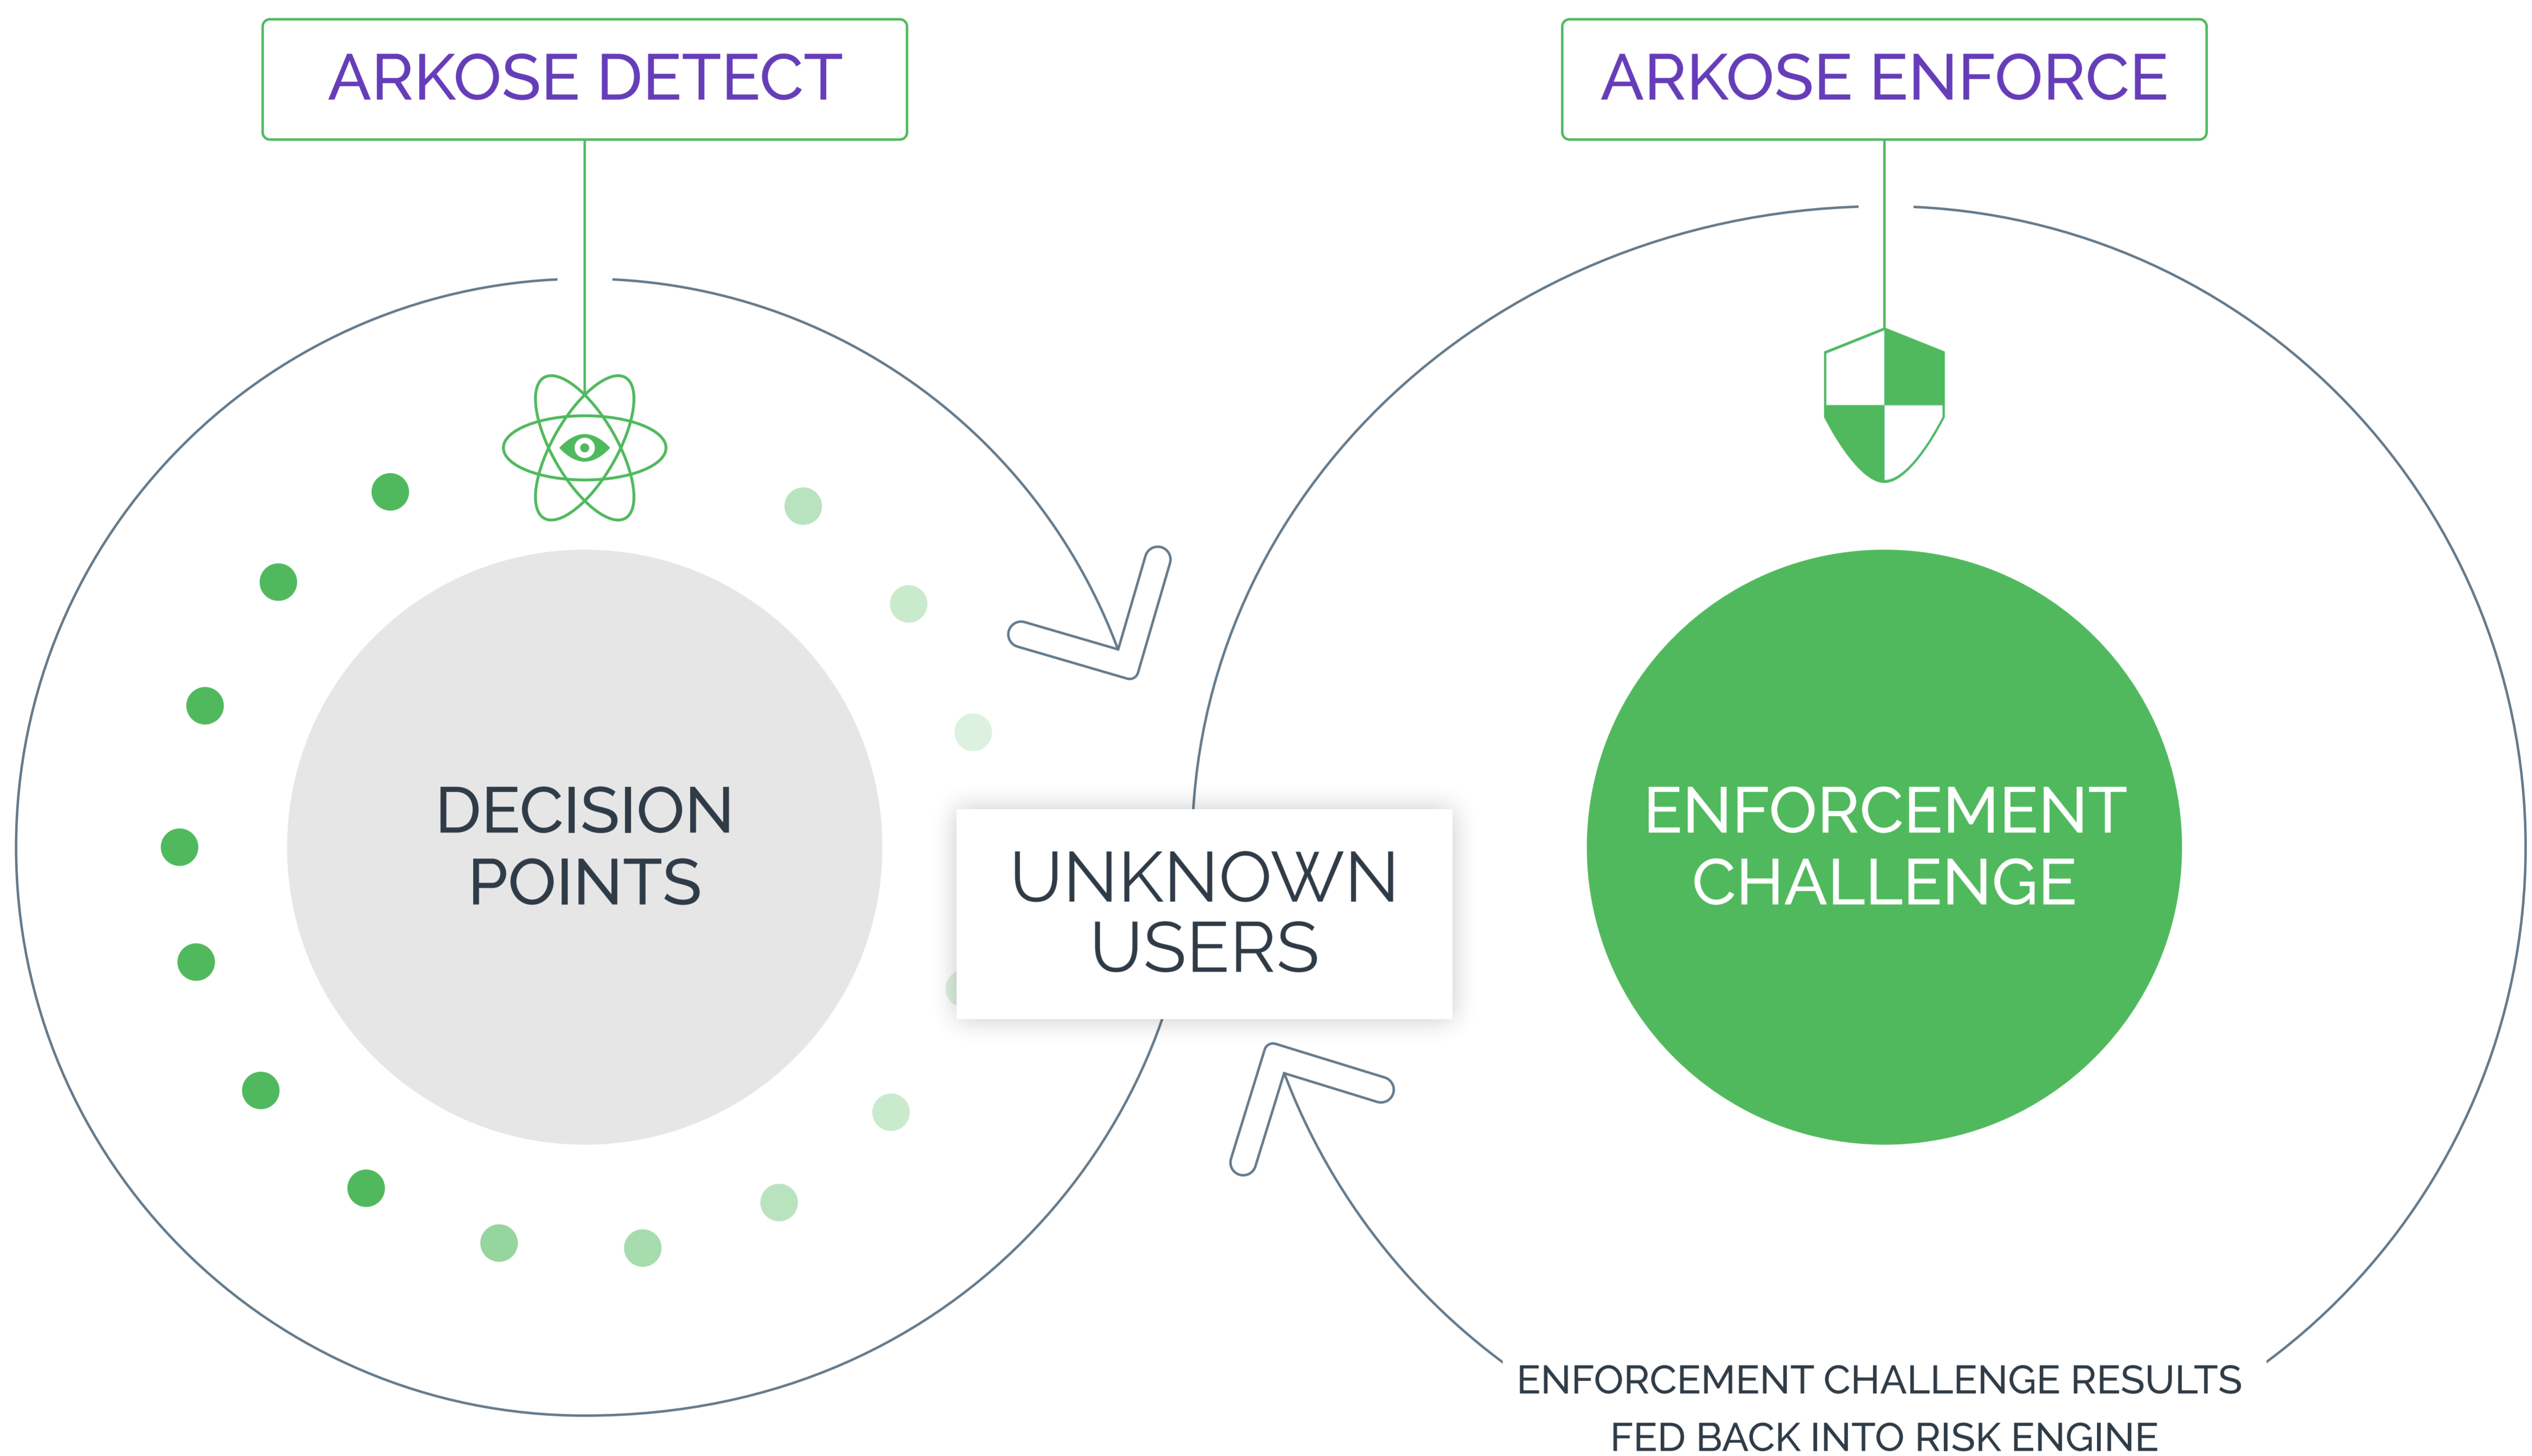 ARKOSE DETECT
ARKOSE ENFORCE
DECISION
POINTS
UNKNOWN
USERS
ENFORCEMENT
CHALLENGE
ENFORCEMENT CHALLENGE RESULTS
FED BACK INTO RISK ENGINE